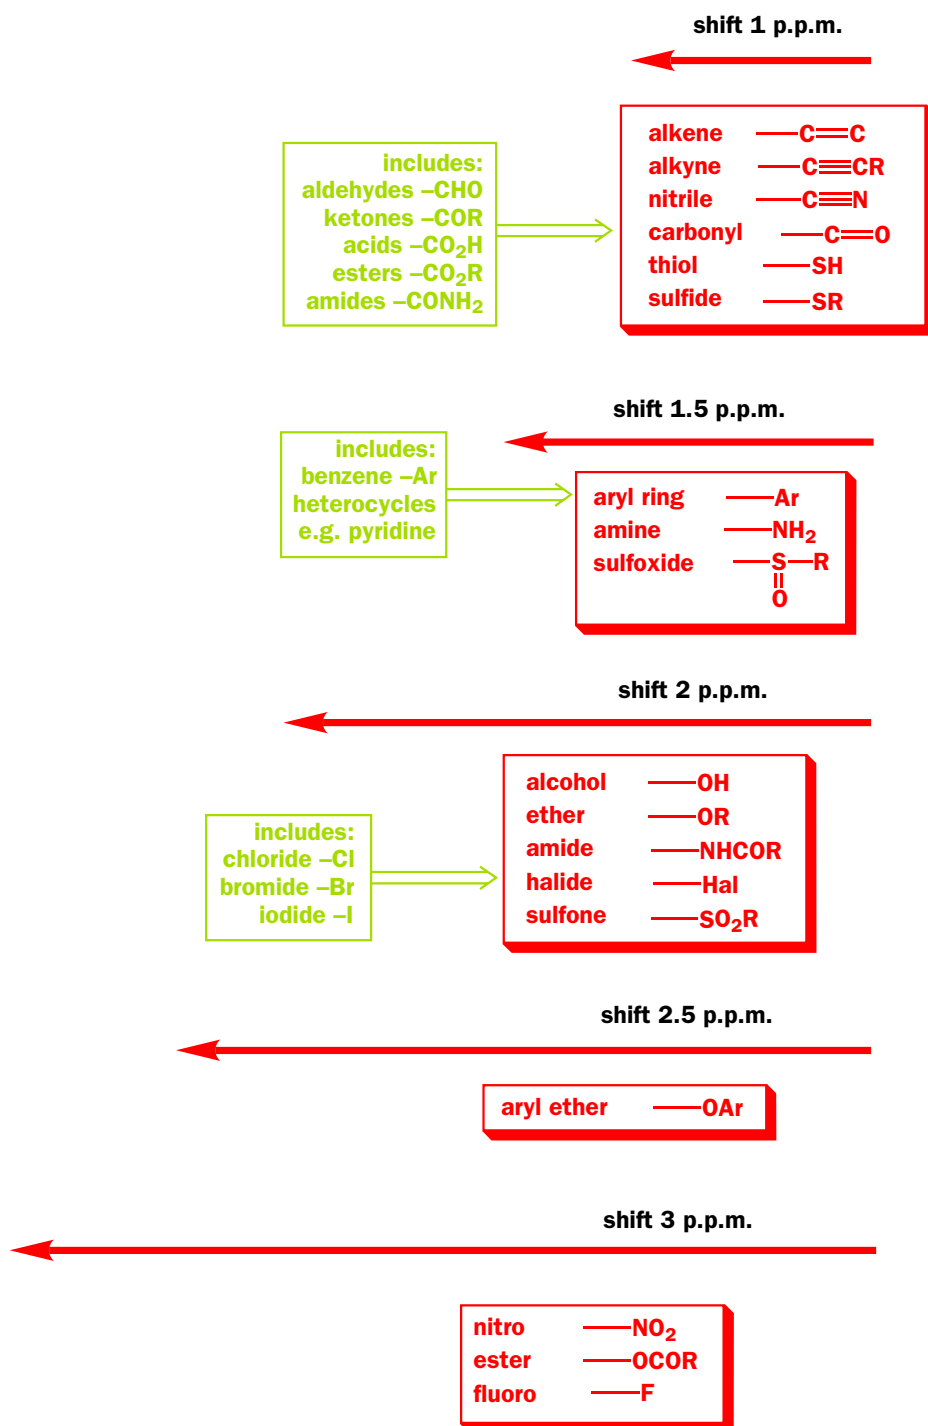 shift 1 p.p.m.
includes:
aldehydes –CHO
ketones –COR
acids –CO₂H
esters –CO₂R
amides –CONH₂
alkene —C=C
alkyne —C≡CR
nitrile —C≡N
carbonyl —C=O
thiol —SH
sulfide —SR
shift 1.5 p.p.m.
includes:
benzene –Ar
heterocycles
e.g. pyridine
aryl ring —Ar
amine —NH₂
sulfoxide —S—R
O
shift 2 p.p.m.
includes:
chloride –Cl
bromide –Br
iodide –I
alcohol —OH
ether —OR
amide —NHCOR
halide —Hal
sulfone —SO₂R
shift 2.5 p.p.m.
aryl ether —OAr
shift 3 p.p.m.
nitro —NO₂
ester —OCOR
fluoro —F